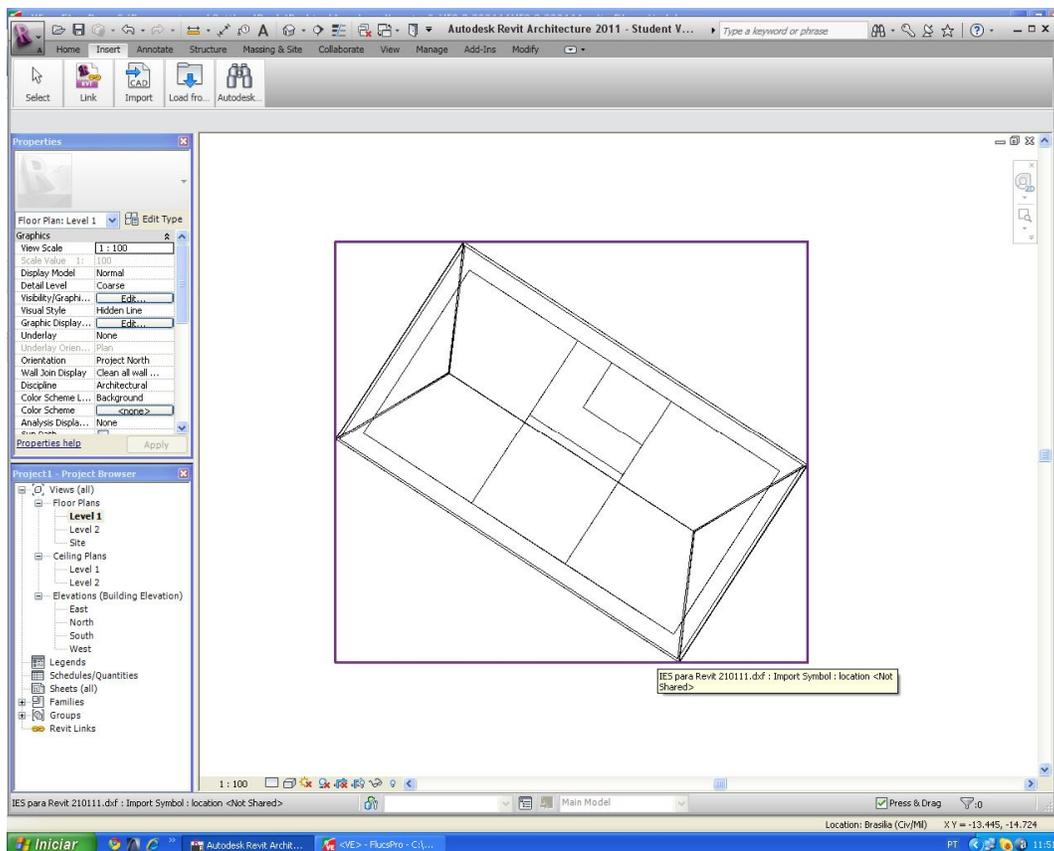 Autodesk Revit Architecture 2011 - Student V... Type a keyword or phrase
Home Insert Annotate Structure Massing & Site Collaborate View Manage Add-Ins Modify
Select Link Import Load fro... Autodesk...
CAD
Properties
Floor Plan: Level 1 Edit Type
Graphics
View Scale 1 : 100
Scale Value 1: 100
Display Model Normal
Detail Level Coarse
Visibility/Graphi... Edit...
Visual Style Hidden Line
Graphic Display... Edit...
Underlay None
Underlay Orien... Plan
Orientation Project North
Wall Join Display Clean all wall ...
Discipline Architectural
Color Scheme L... Background
Color Scheme <none>
Analysis Displa... None
Sun Path
Properties help Apply
Project1 - Project Browser
Views (all)
Floor Plans
Level 1
Level 2
Site
Ceiling Plans
Level 1
Level 2
Elevations (Building Elevation)
East
North
South
West
Legends
Schedules/Quantities
Sheets (all)
Families
Groups
Revit Links
2D
IES para Revit 210111.dxf : Import Symbol : location <Not
Shared>
1 : 100
IES para Revit 210111.dxf : Import Symbol : location <Not Shared> Main Model Press & Drag :0
Location: Brasilia (Civ/Mil) X Y = -13.445, -14.724
Iniciar Autodesk Revit Archit... <VE> - FlucsPro - C:\... PT